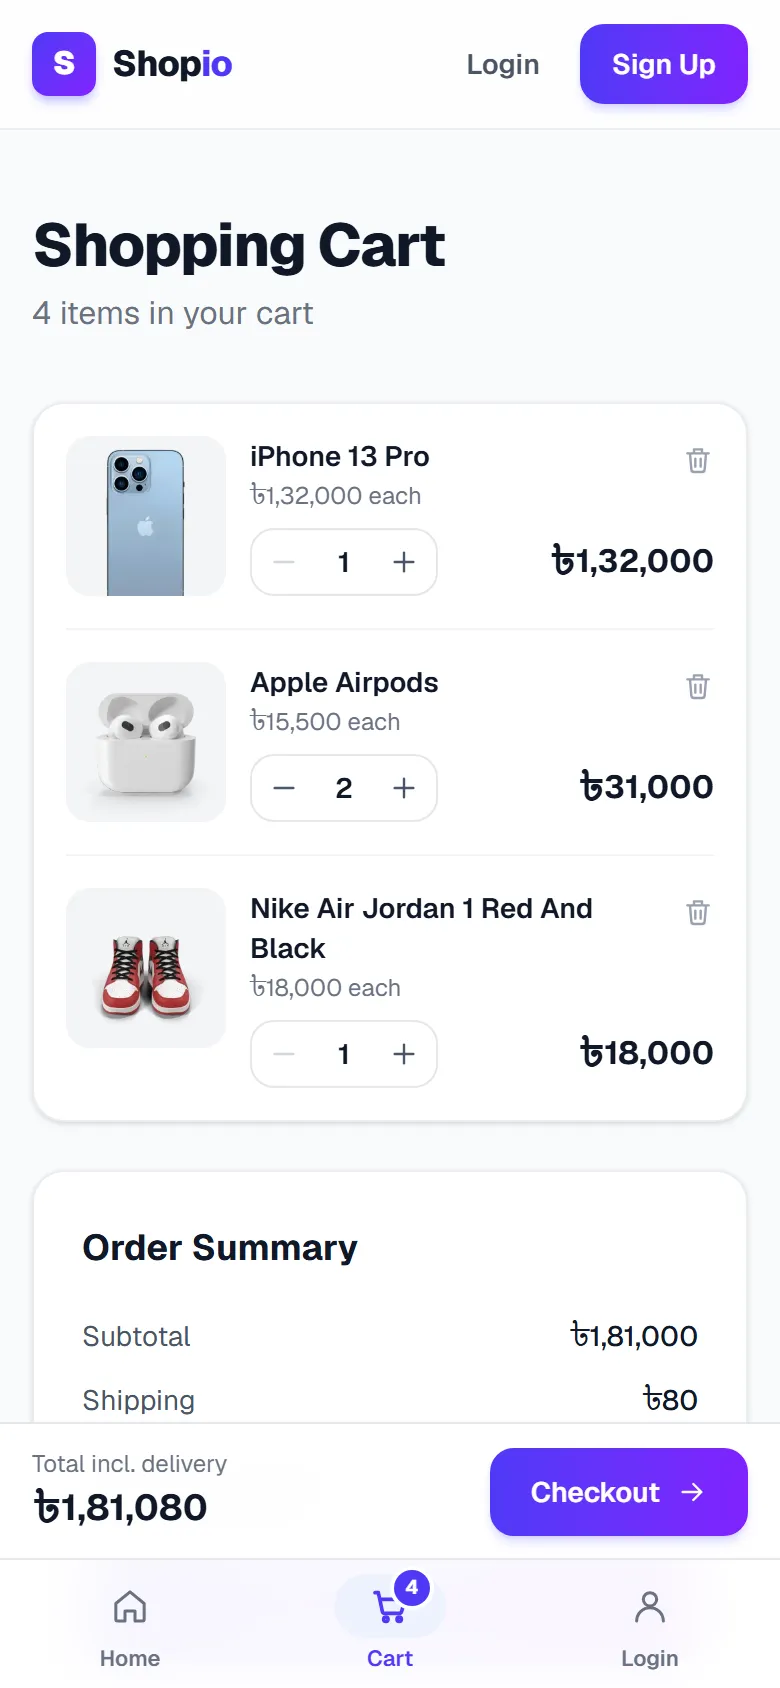 S Shopio Login Sign Up
Shopping Cart
4 items in your cart
iPhone 13 Pro
৳1,32,000 each
1 ৳1,32,000
Apple Airpods
৳15,500 each
2 ৳31,000
Nike Air Jordan 1 Red And
Black
৳18,000 each
1 ৳18,000
Order Summary
Subtotal ৳1,81,000
Shipping ৳80
Total incl. delivery
৳1,81,080
Checkout →
4
Home Cart Login